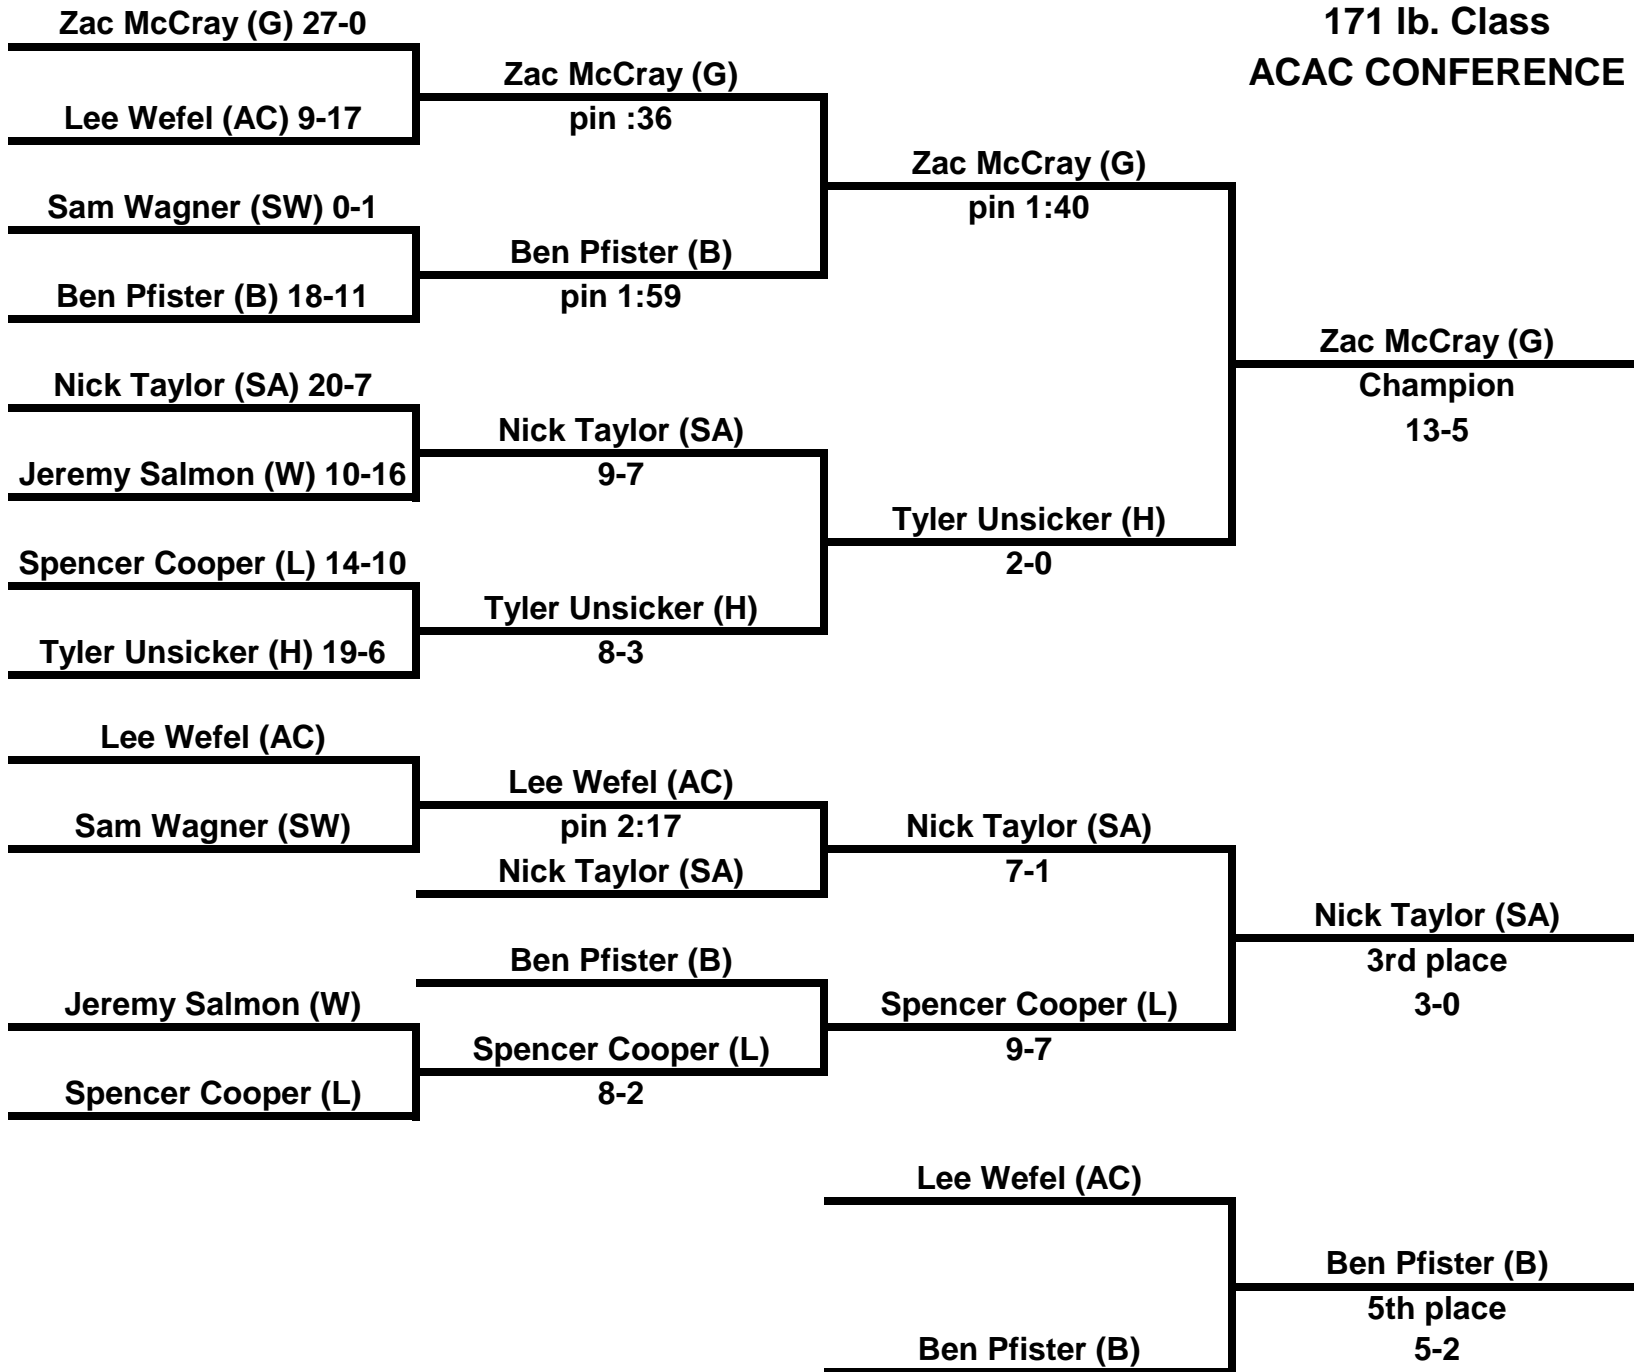 Zac McCray (G) 27-0
171 lb. Class
ACAC CONFERENCE
Zac McCray (G)
Lee Wefel (AC) 9-17
pin :36
Zac McCray (G)
Sam Wagner (SW) 0-1
pin 1:40
Ben Pfister (B)
Ben Pfister (B) 18-11
pin 1:59
Zac McCray (G)
Nick Taylor (SA) 20-7
Champion
Nick Taylor (SA)
13-5
Jeremy Salmon (W) 10-16
9-7
Tyler Unsicker (H)
Spencer Cooper (L) 14-10
2-0
Tyler Unsicker (H)
Tyler Unsicker (H) 19-6
8-3
Lee Wefel (AC)
Lee Wefel (AC)
Sam Wagner (SW)
pin 2:17
Nick Taylor (SA)
Nick Taylor (SA)
7-1
Nick Taylor (SA)
Ben Pfister (B)
3rd place
Jeremy Salmon (W)
Spencer Cooper (L)
3-0
Spencer Cooper (L)
9-7
Spencer Cooper (L)
8-2
Lee Wefel (AC)
Ben Pfister (B)
5th place
Ben Pfister (B)
5-2